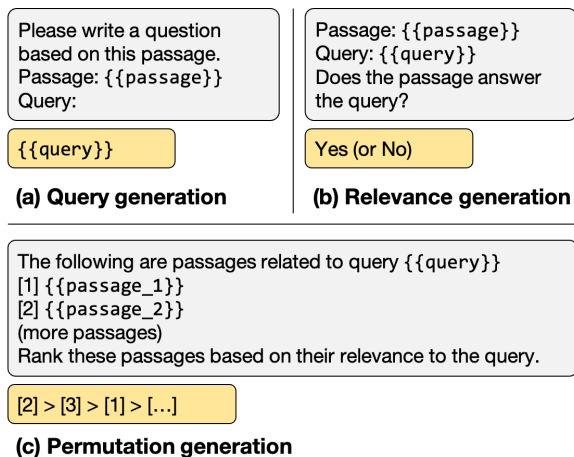 Please write a question
based on this passage.
Passage: {{passage}}
Query:
{{query}}
(a) Query generation
Passage: {{passage}}
Query: {{query}}
Does the passage answer
the query?
Yes (or No)
(b) Relevance generation
The following are passages related to query {{query}}
[1] {{passage_1}}
[2] {{passage_2}}
(more passages)
Rank these passages based on their relevance to the query.
[2] > [3] > [1] > [...]
(c) Permutation generation